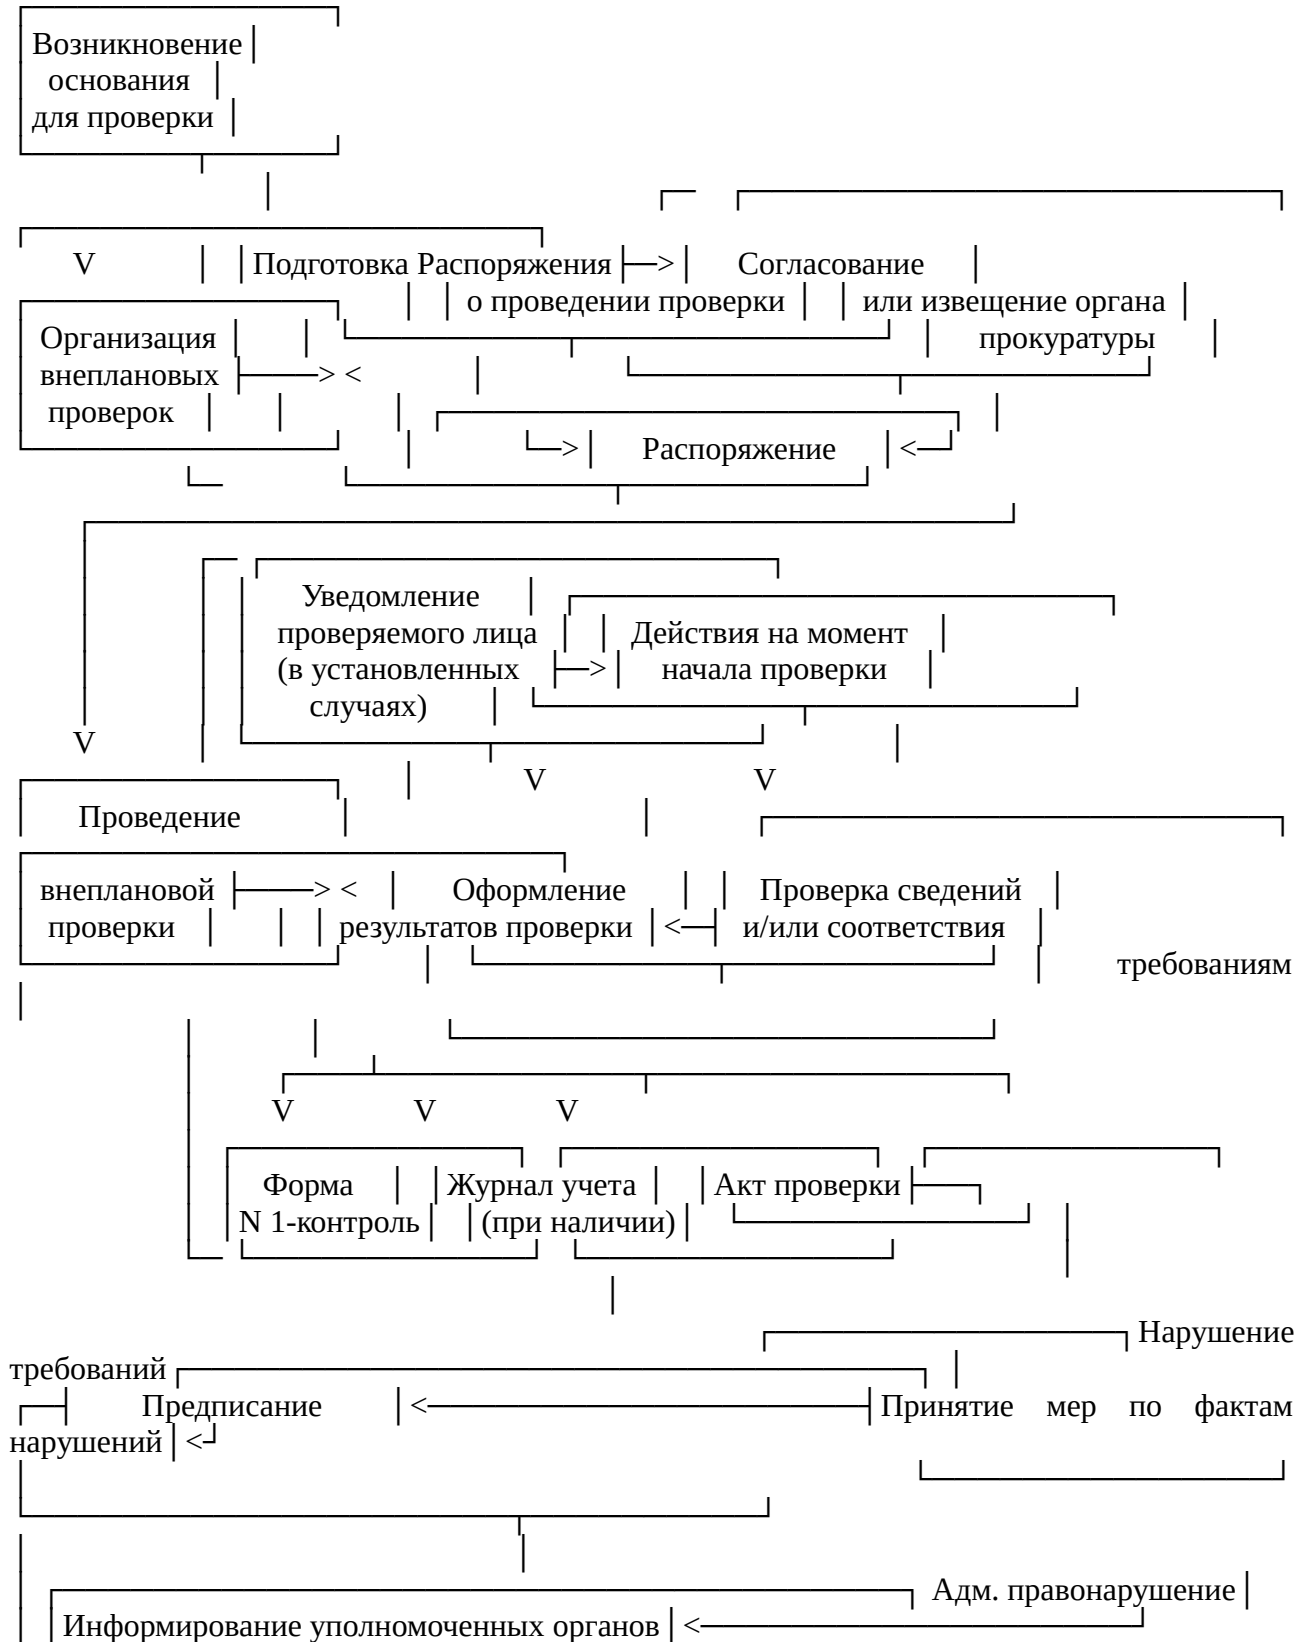 Возникновение
основания
для проверки
V Подготовка Распоряжения > Согласование
о проведении проверки или извещение органа
Организация прокуратуры
внеплановых > <
проверок
> Распоряжение <
Уведомление
проверяемого лица Действия на момент
(в установленных > начала проверки
случаях)
V
V V
Проведение
внеплановой > < Оформление Проверка сведений
проверки результатов проверки < и/или соответствия
требованиям
V V V
Форма Журнал учета Акт проверки
N 1-контроль (при наличии)
Нарушение
требований
Предписание < Принятие мер по фактам
нарушений <
Адм. правонарушение
Информирование уполномоченных органов <